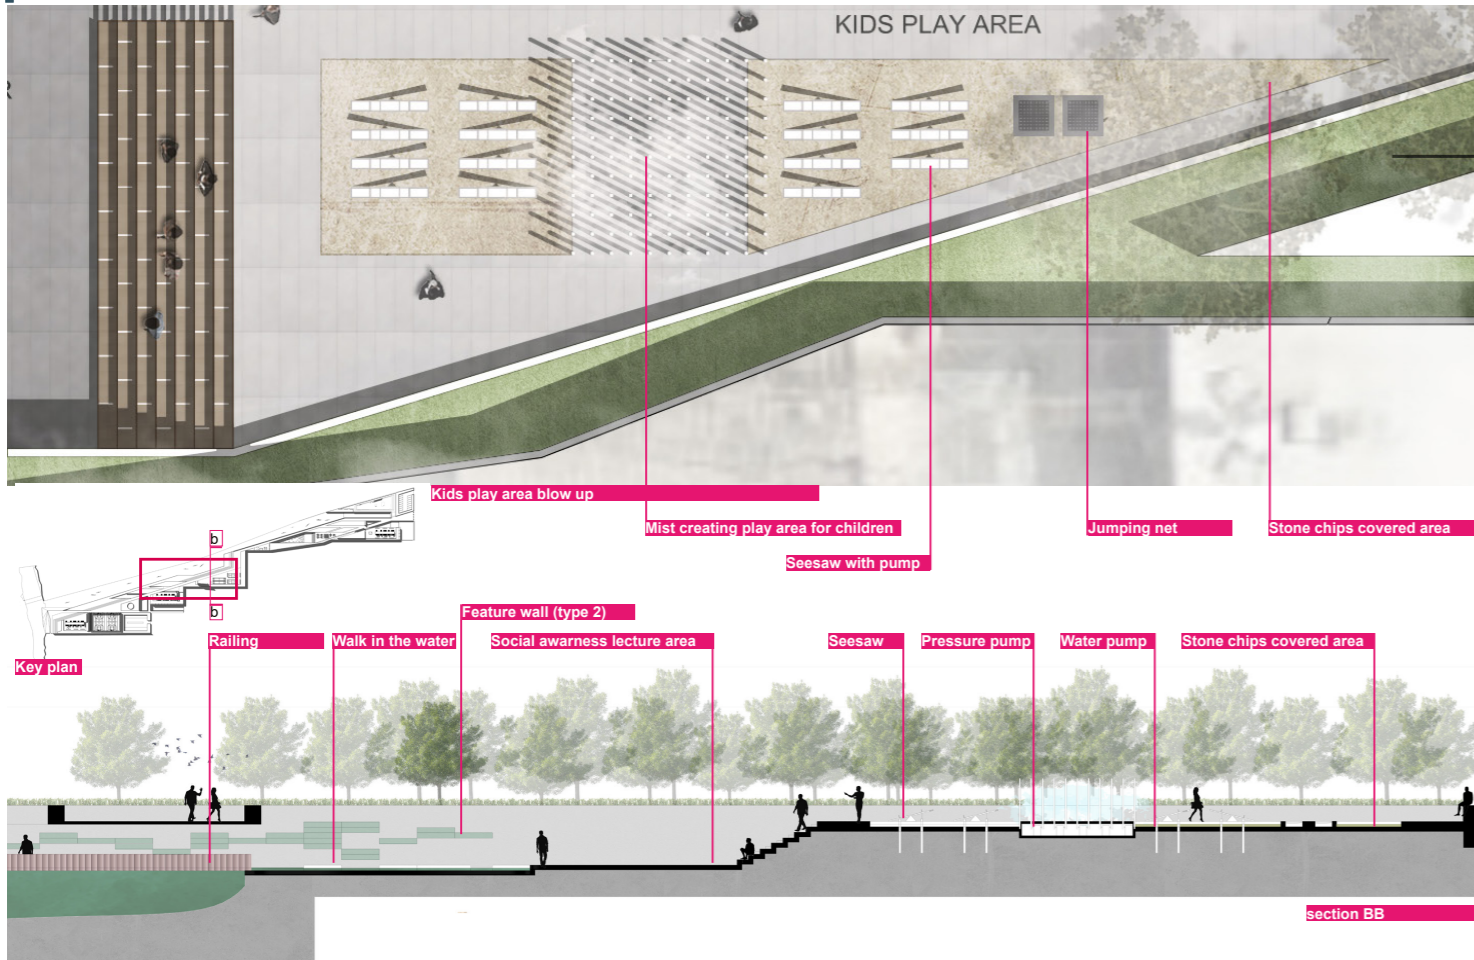 KIDS PLAY AREA
R
Kids play area blow up
Mist creating play area for children
Jumping net
Stone chips covered area
Seesaw with pump
b
b
Key plan
Feature wall (type 2)
Railing
Walk in the water
Social awarness lecture area
Seesaw
Pressure pump
Water pump
Stone chips covered area
section BB